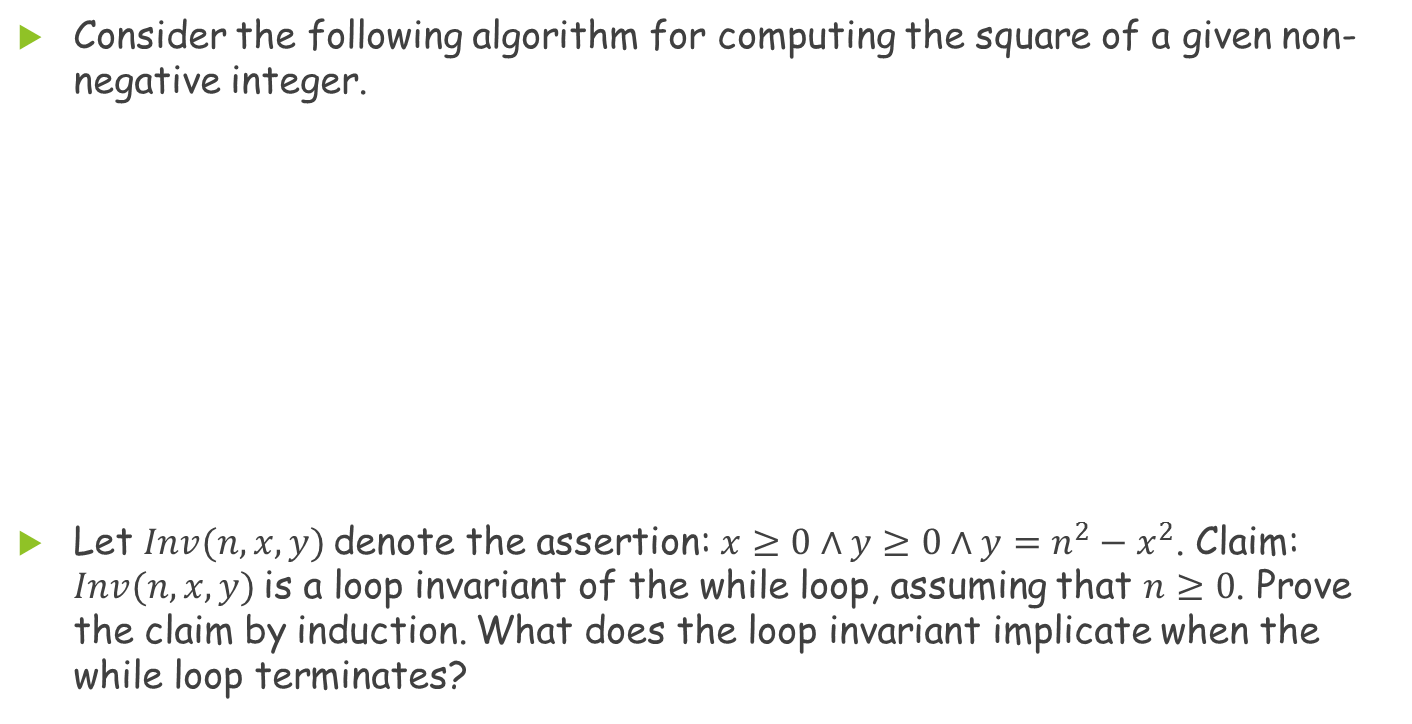 Consider the following algorithm for computing the square of a given non-
negative integer.
Let Inv(n, x, y) denote the assertion: x ≥ 0 ∧ y ≥ 0 ∧ y = n² − x². Claim:
Inv(n, x, y) is a loop invariant of the while loop, assuming that n ≥ 0. Prove
the claim by induction. What does the loop invariant implicate when the
while loop terminates?